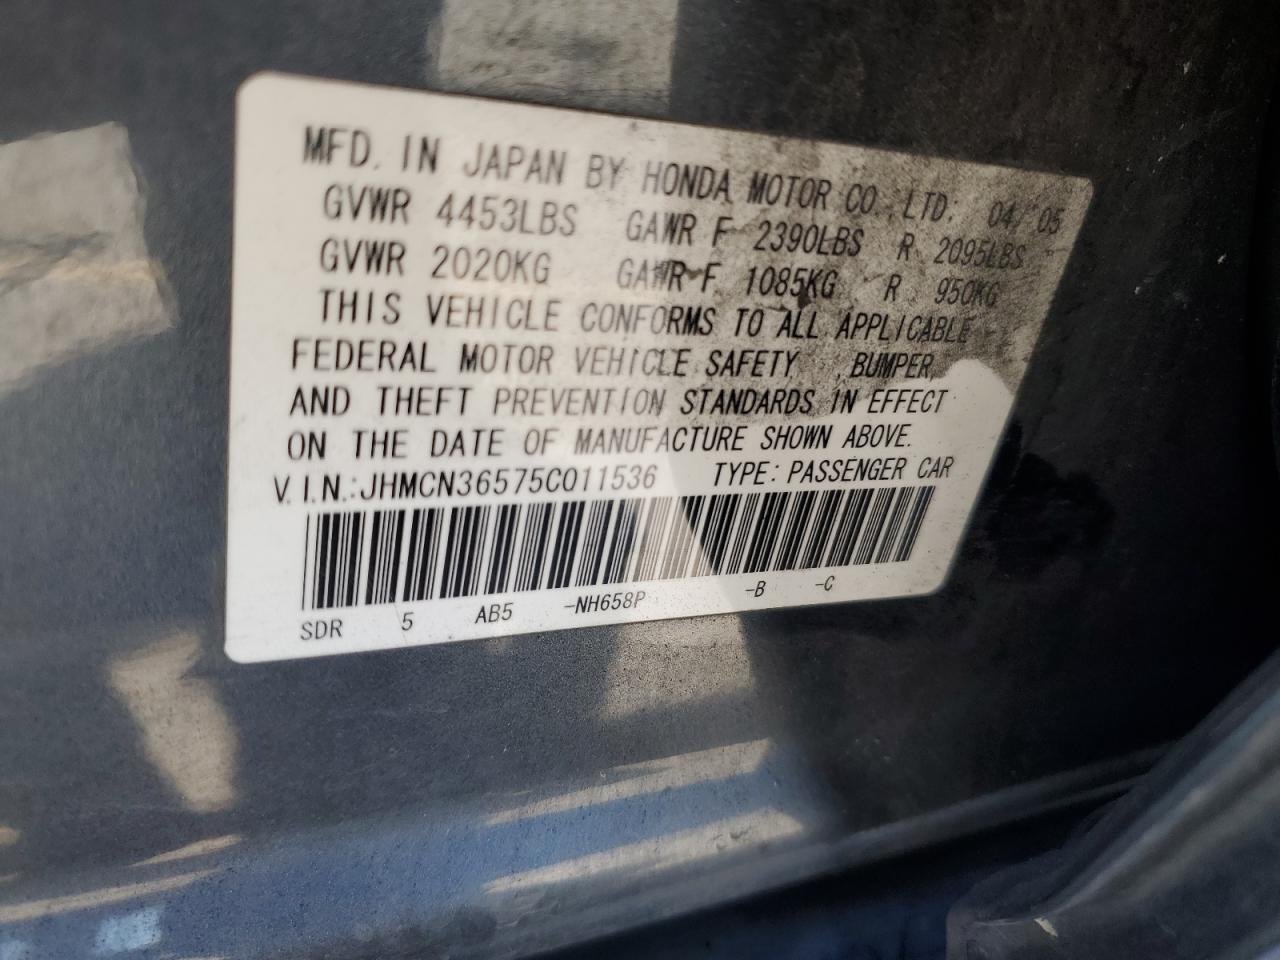 MFD. IN JAPAN BY HONDA MOTOR CO., LTD. 04/05
GVWR 4453LBS GAWR F 2390LBS R 2095LBS
GVWR 2020KG GAWR F 1085KG R 950KG
THIS VEHICLE CONFORMS TO ALL APPLICABLE
FEDERAL MOTOR VEHICLE SAFETY , BUMPER,
AND THEFT PREVENTION STANDARDS IN EFFECT
ON THE DATE OF MANUFACTURE SHOWN ABOVE.
V.I.N.:JHMCN36575C011536 TYPE: PASSENGER CAR
SDR 5 AB5 -NH658P -B -C